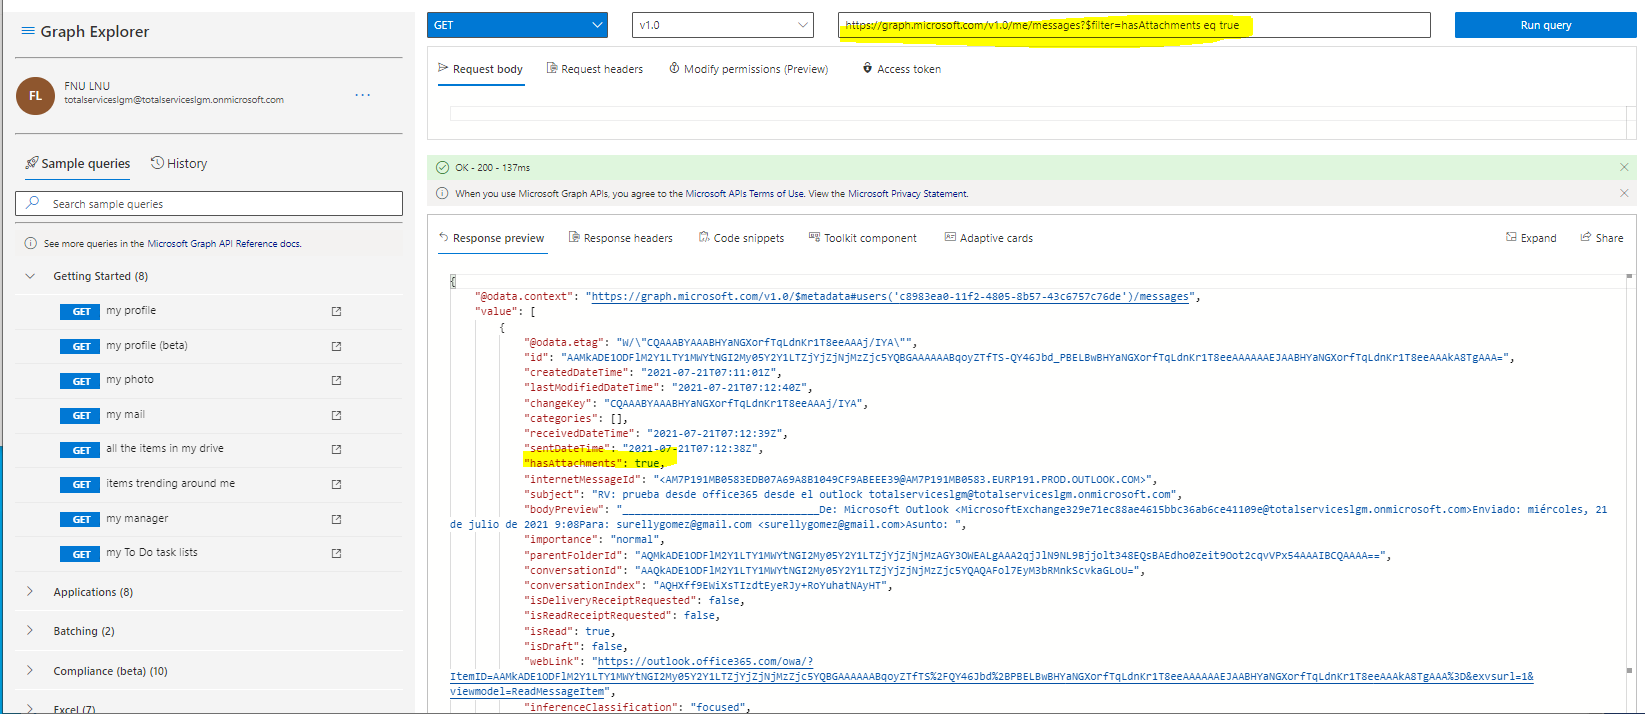 Graph Explorer
FL
FNU LNU
totalserviceslgm@totalserviceslgm.onmicrosoft.com
...
Sample queries
History
Search sample queries
See more queries in the Microsoft Graph API Reference docs.
Getting Started (8)
GET my profile
GET my profile (beta)
GET my photo
GET my mail
GET all the items in my drive
GET items trending around me
GET my manager
GET my To Do task lists
Applications (8)
Batching (2)
Compliance (beta) (10)
Excel (7)
GET
v1.0
https://graph.microsoft.com/v1.0/me/messages?$filter=hasAttachments eq true
Run query
Request body
Request headers
Modify permissions (Preview)
Access token
OK - 200 - 137ms
When you use Microsoft Graph APIs, you agree to the Microsoft APIs Terms of Use. View the Microsoft Privacy Statement.
Response preview
Response headers
Code snippets
Toolkit component
Adaptive cards
Expand
Share
{
"@odata.context": "https://graph.microsoft.com/v1.0/$metadata#users('c8983ea0-11f2-4805-8b57-43c6757c76de')/messages",
"value": [
{
"@odata.etag": "W/\"CQAAABYAAABHYaNGXorfTqLdnKr1T8eeAAAj/IYA\"",
"id": "AAMkADE1ODFlM2Y1LTY1MWYtNGI2My05Y2Y1LTZjYjZjNjMzZjc5YQBGAAAAAABqoyZTfTS-QY46Jbd_PBELBwBHYaNGXorfTqLdnKr1T8eeAAAAAAEJAABHYaNGXorfTqLdnKr1T8eeAAAkA8TgAAA=",
"createdDateTime": "2021-07-21T07:11:01Z",
"lastModifiedDateTime": "2021-07-21T07:12:40Z",
"changeKey": "CQAAABYAAABHYaNGXorfTqLdnKr1T8eeAAAj/IYA",
"categories": [],
"receivedDateTime": "2021-07-21T07:12:39Z",
"sentDateTime": "2021-07-21T07:12:38Z",
"hasAttachments": true,
"internetMessageId": "<AM7P191MB0583EDB07A69A8B1049CF9ABEEE39@AM7P191MB0583.EURP191.PROD.OUTLOOK.COM>",
"subject": "RV: prueba desde office365 desde el outlook totalserviceslgm@totalserviceslgm.onmicrosoft.com",
"bodyPreview": "________________________________De: Microsoft Outlook <MicrosoftExchange329e71ec88ae4615bbc36ab6ce41109e@totalserviceslgm.onmicrosoft.com>Enviado: miércoles, 21
de julio de 2021 9:08Para: surellygomez@gmail.com <surellygomez@gmail.com>Asunto: ",
"importance": "normal",
"parentFolderId": "AQMkADE1ODFlM2Y1LTY1MWYtNGI2My05Y2Y1LTZjYjZjNjMzAGY3OWEALgAAA2qjJlN9NL9Bjjolt348EQsBAEdho0Zeit9Oot2cqvVPx54AAAIBCQAAAA==",
"conversationId": "AAQkADE1ODFlM2Y1LTY1MWYtNGI2My05Y2Y1LTZjYjZjNjMzZjc5YQAQAFol7EyM3bRMnkScvkaGLoU=",
"conversationIndex": "AQHXff9EWiXsTIzdtEyeRJy+RoYuhatNAyHT",
"isDeliveryReceiptRequested": false,
"isReadReceiptRequested": false,
"isRead": true,
"isDraft": false,
"webLink": "https://outlook.office365.com/owa/?
ItemID=AAMkADE1ODFlM2Y1LTY1MWYtNGI2My05Y2Y1LTZjYjZjNjMzZjc5YQBGAAAAAABqoyZTfTS%2FQY46Jbd%2BPBELBwBHYaNGXorfTqLdnKr1T8eeAAAAAAEJAABHYaNGXorfTqLdnKr1T8eeAAAkA8TgAAA%3D&exvsurl=1&
viewmodel=ReadMessageItem",
"inferenceClassification": "focused",